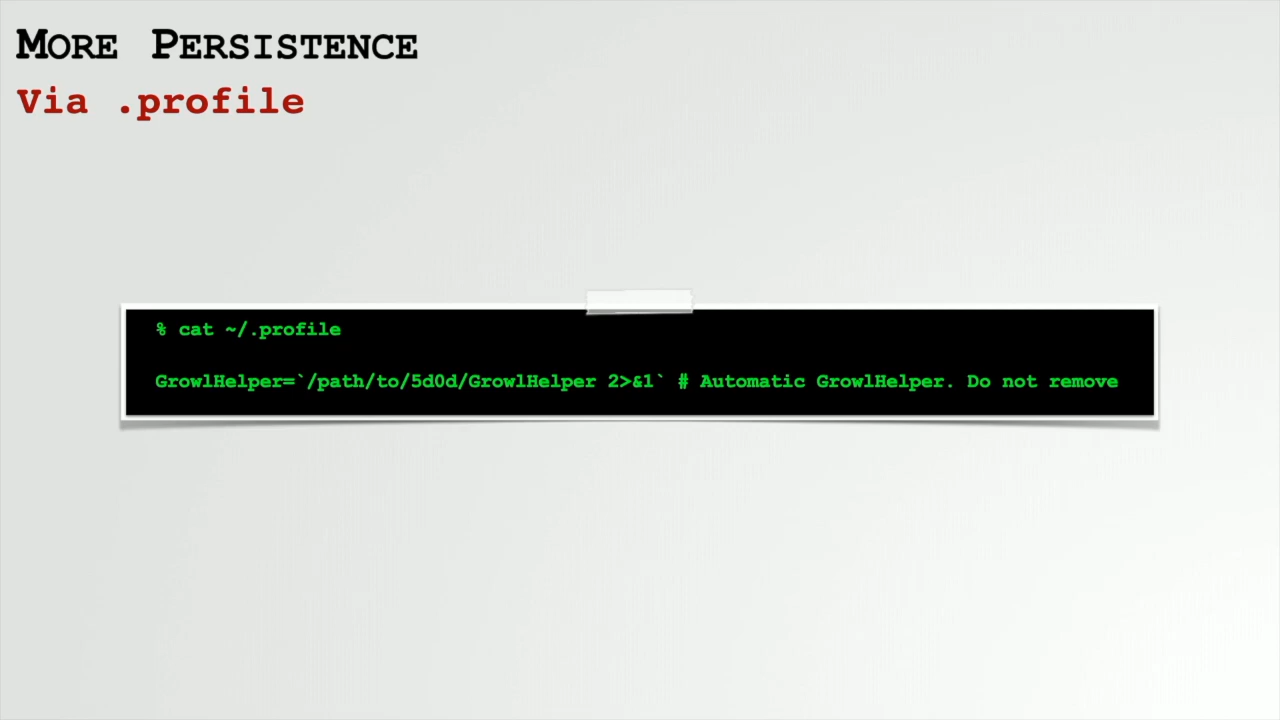 More Persistence
Via .profile
% cat ~/.profile
GrowlHelper=`/path/to/5d0d/GrowlHelper 2>&1` # Automatic GrowlHelper. Do not remove